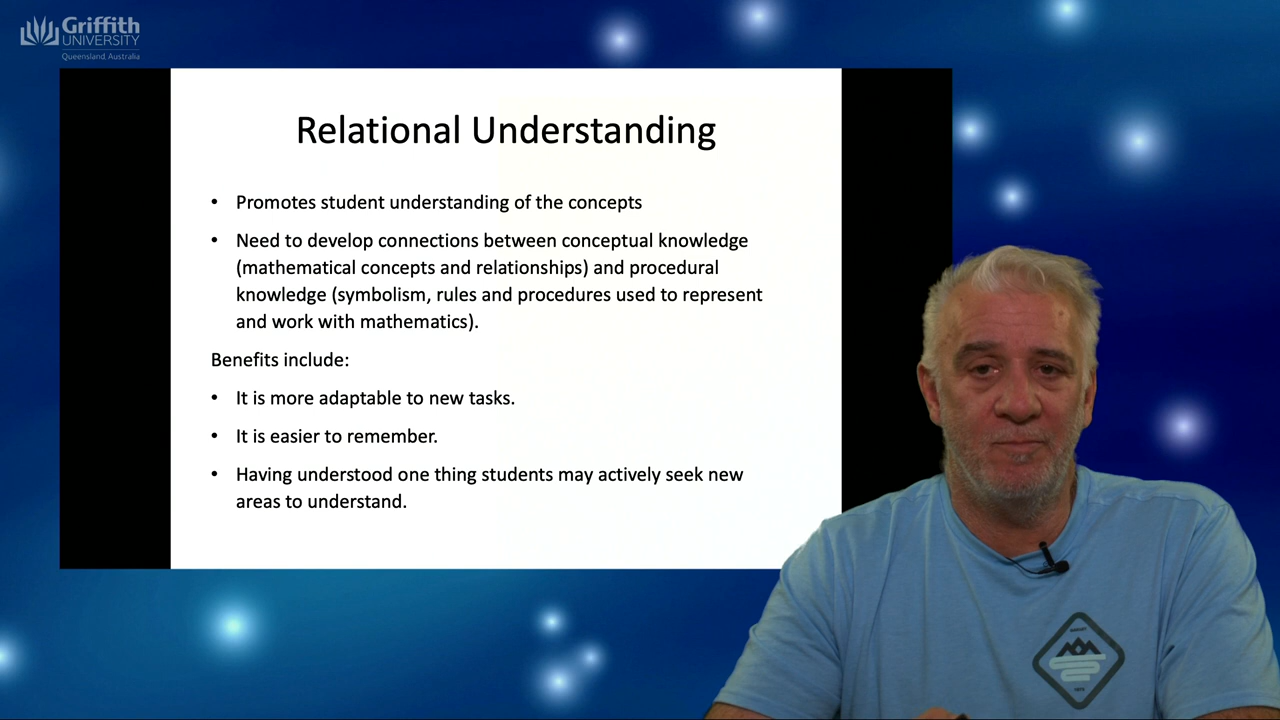 Griffith
UNIVERSITY
Queensland, Australia
Relational Understanding
• Promotes student understanding of the concepts
• Need to develop connections between conceptual knowledge
(mathematical concepts and relationships) and procedural
knowledge (symbolism, rules and procedures used to represent
and work with mathematics).
Benefits include:
• It is more adaptable to new tasks.
• It is easier to remember.
• Having understood one thing students may actively seek new
areas to understand.